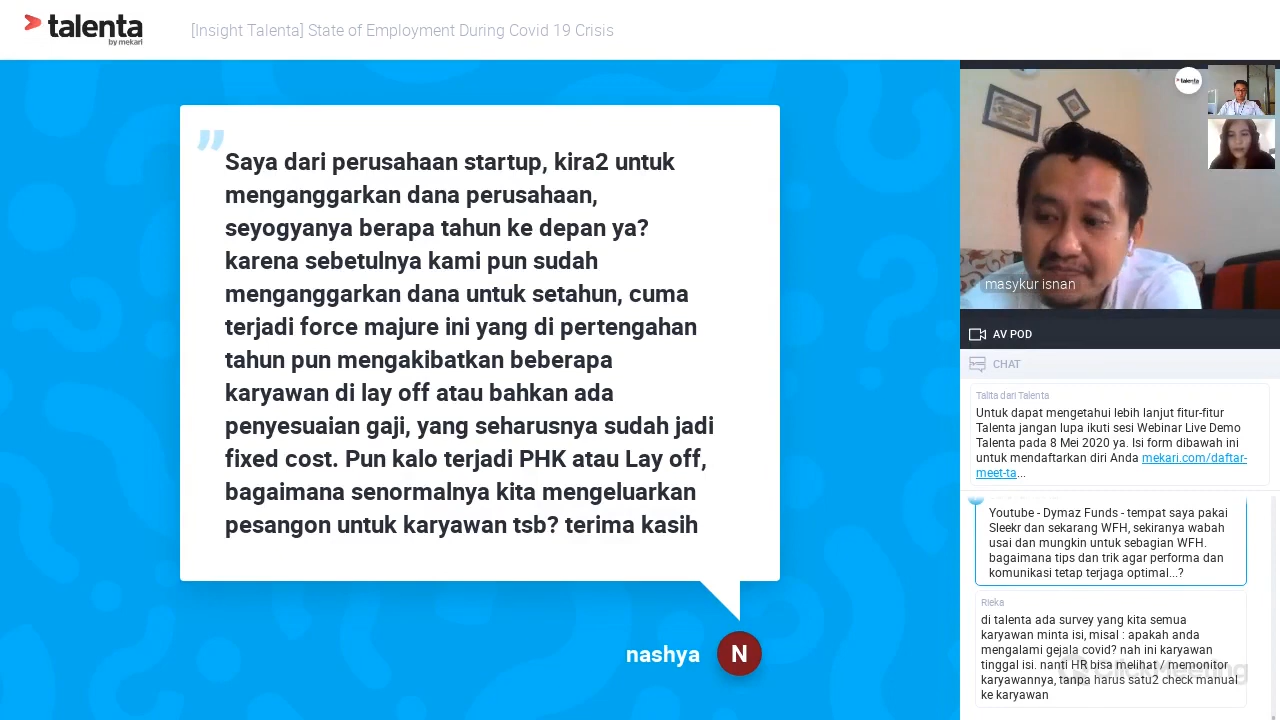 talenta
by mekari
[Insight Talenta] State of Employment During Covid 19 Crisis
Saya dari perusahaan startup, kira2 untuk
menganggarkan dana perusahaan,
seyogyanya berapa tahun ke depan ya?
karena sebetulnya kami pun sudah
menganggarkan dana untuk setahun, cuma
terjadi force majure ini yang di pertengahan
tahun pun mengakibatkan beberapa
karyawan di lay off atau bahkan ada
penyesuaian gaji, yang seharusnya sudah jadi
fixed cost. Pun kalo terjadi PHK atau Lay off,
bagaimana senormalnya kita mengeluarkan
pesangon untuk karyawan tsb? terima kasih
nashya
N
talenta
masykur isnan
AV POD
CHAT
Talita dari Talenta
Untuk dapat mengetahui lebih lanjut fitur-fitur
Talenta jangan lupa ikuti sesi Webinar Live Demo
Talenta pada 8 Mei 2020 ya. Isi form dibawah ini
untuk mendaftarkan diri Anda mekari.com/daftar-
meet-ta...
Youtube - Dymaz Funds - tempat saya pakai
Sleekr dan sekarang WFH, sekiranya wabah
usai dan mungkin untuk sebagian WFH.
bagaimana tips dan trik agar performa dan
komunikasi tetap terjaga optimal...?
Rieka
di talenta ada survey yang kita semua
karyawan minta isi, misal : apakah anda
mengalami gejala covid? nah ini karyawan
tinggal isi. nanti HR bisa melihat / memonitor
karyawannya, tanpa harus satu2 check manual
ke karyawan